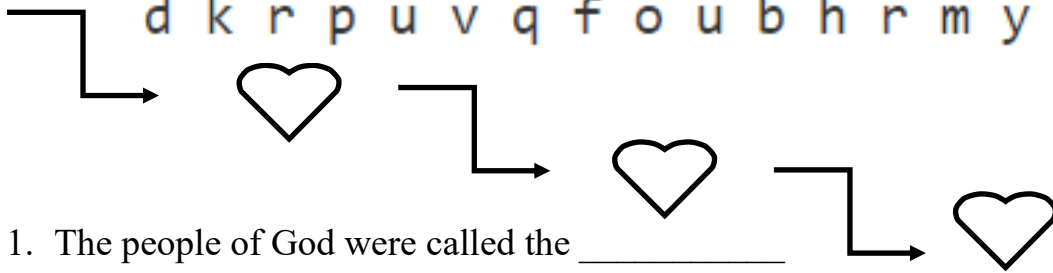 d k r p u v q f o u b h r m y
1. The people of God were called the ___________